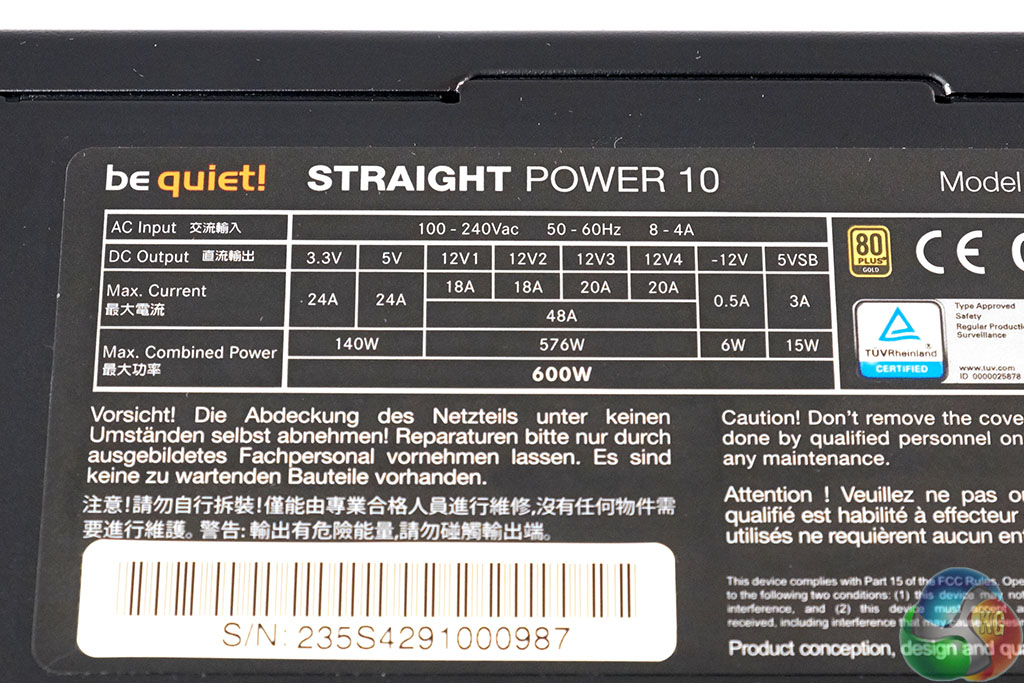 be quiet! STRAIGHT POWER 10 Model
AC Input 交流輸入 100 - 240Vac 50 - 60Hz 8 - 4A
DC Output 直流輸出 3.3V 5V 12V1 12V2 12V3 12V4 -12V 5VSB
Max. Current 最大電流 24A 24A 18A 18A 20A 20A 0.5A 3A
48A
Max. Combined Power 最大功率 140W 576W 6W 15W
600W
80 PLUS GOLD
CE
TÜVRheinland ®
CERTIFIED
Type Approved
Safety
Regular Producti
Surveillance
www.tuv.com
ID 0000025878
Vorsicht! Die Abdeckung des Netzteils unter keinen
Umständen selbst abnehmen! Reparaturen bitte nur durch
ausgebildetes Fachpersonal vornehmen lassen. Es sind
keine zu wartenden Bauteile vorhanden.
注意!請勿自行拆裝!僅能由專業合格人員進行維修,沒有任何物件需
要進行維護。警告: 輸出有危險能量,請勿碰觸輸出端。
S/N: 235S4291000987
Caution! Don't remove the cove
done by qualified personnel on
any maintenance.
Attention ! Veuillez ne pas ou
qualifié est habilité à effecteur
utilisés ne requièrent aucun ent
This device complies with Part 15 of the FCC Rules, Ope
to the following two conditions: (1) this device may not
interference, and (2) this device must accept
received, including interference that may cause undesir
Product conception, design and qua
KG